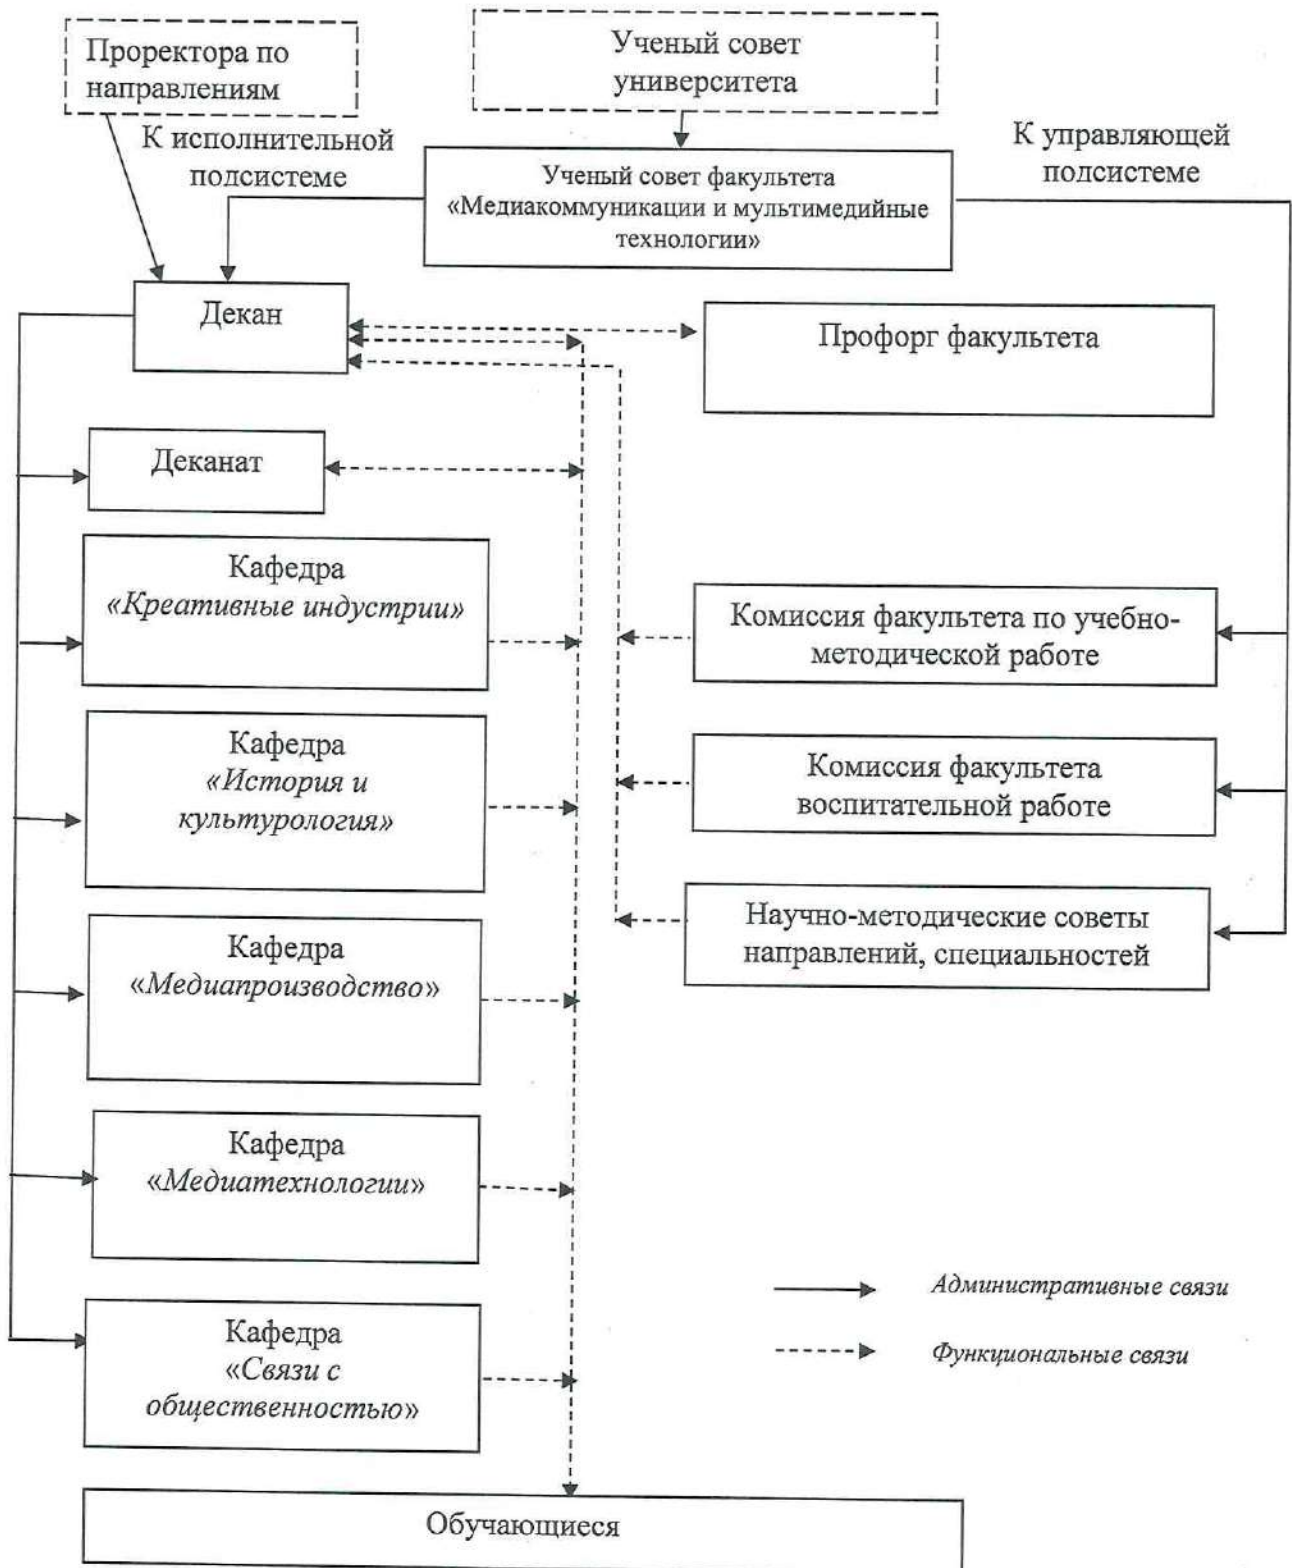 Проректора по
направлениям
Ученый совет
университета
К исполнительной
подсистеме
К управляющей
подсистеме
Ученый совет факультета
«Медиакоммуникации и мультимедийные
технологии»
Декан
Профорг факультета
Деканат
Кафедра
«Креативные индустрии»
Комиссия факультета по учебно-
методической работе
Кафедра
«История и
культурология»
Комиссия факультета
воспитательной работе
Научно-методические советы
направлений, специальностей
Кафедра
«Медиапроизводство»
Кафедра
«Медиатехнологии»
Административные связи
Функциональные связи
Кафедра
«Связи с
общественностью»
Обучающиеся